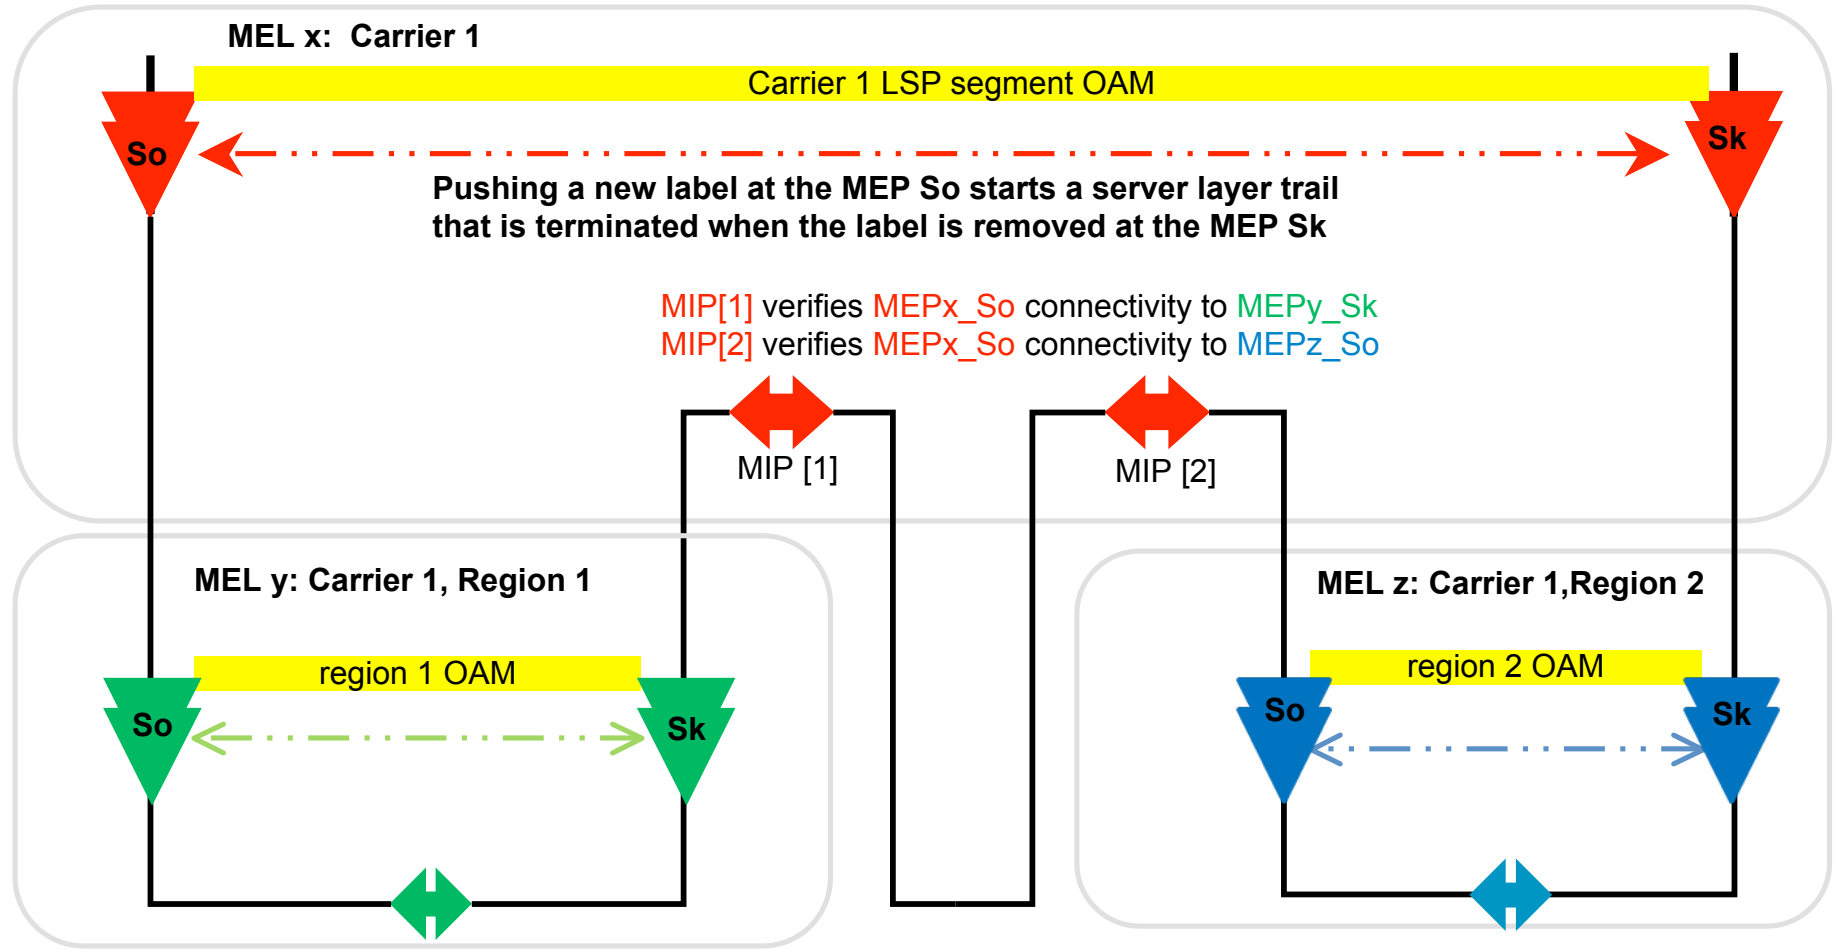 MEL x:  Carrier 1
Carrier 1 LSP segment OAM
So
Sk
Pushing a new label at the MEP So starts a server layer trail
that is terminated when the label is removed at the MEP Sk
MIP[1] verifies MEPx_So connectivity to MEPy_Sk
MIP[2] verifies MEPx_So connectivity to MEPz_So
MIP [1]
MIP [2]
MEL y: Carrier 1, Region 1
MEL z: Carrier 1,Region 2
region 1 OAM
region 2 OAM
So
Sk
So
Sk